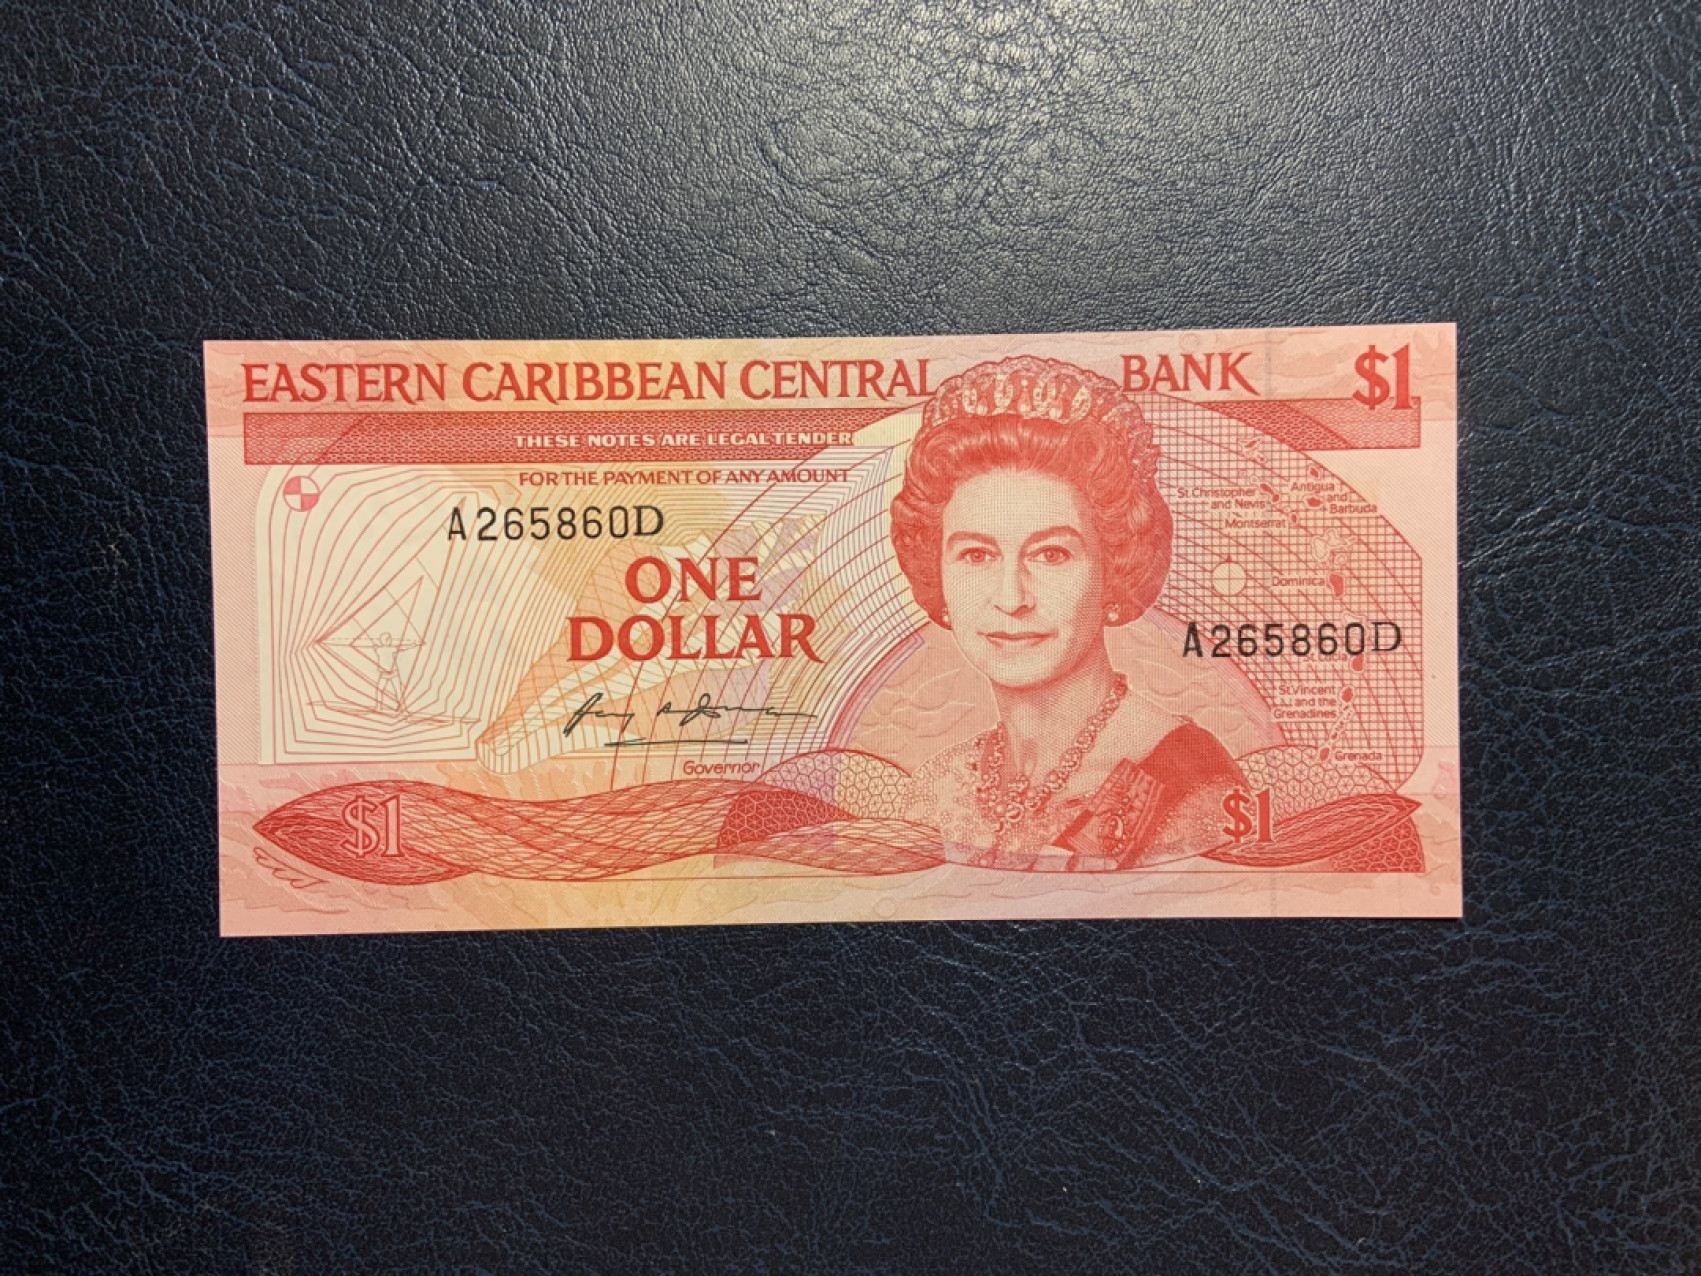 EASTERN CARIBBEAN CENTRAL BANK $1
THESE NOTES ARE LEGAL TENDER
FOR THE PAYMENT OF ANY AMOUNT
A265860D
ONE
DOLLAR
Governor
$1
St.Christopher
and Nevis
Antigua
and
Barbuda
Montserrat
Dominica
A265860D
St.Lucia
St.Vincent
and the
Grenadines
Grenada
$1